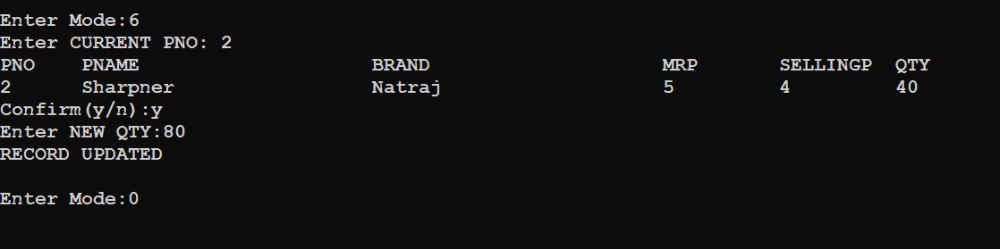 Enter Mode:6
Enter CURRENT PNO: 2
PNO    PNAME                    BRAND                    MRP       SELLINGP  QTY
2      Sharpner                 Natraj                   5         4         40
Confirm(y/n):y
Enter NEW QTY:80
RECORD UPDATED
Enter Mode:0